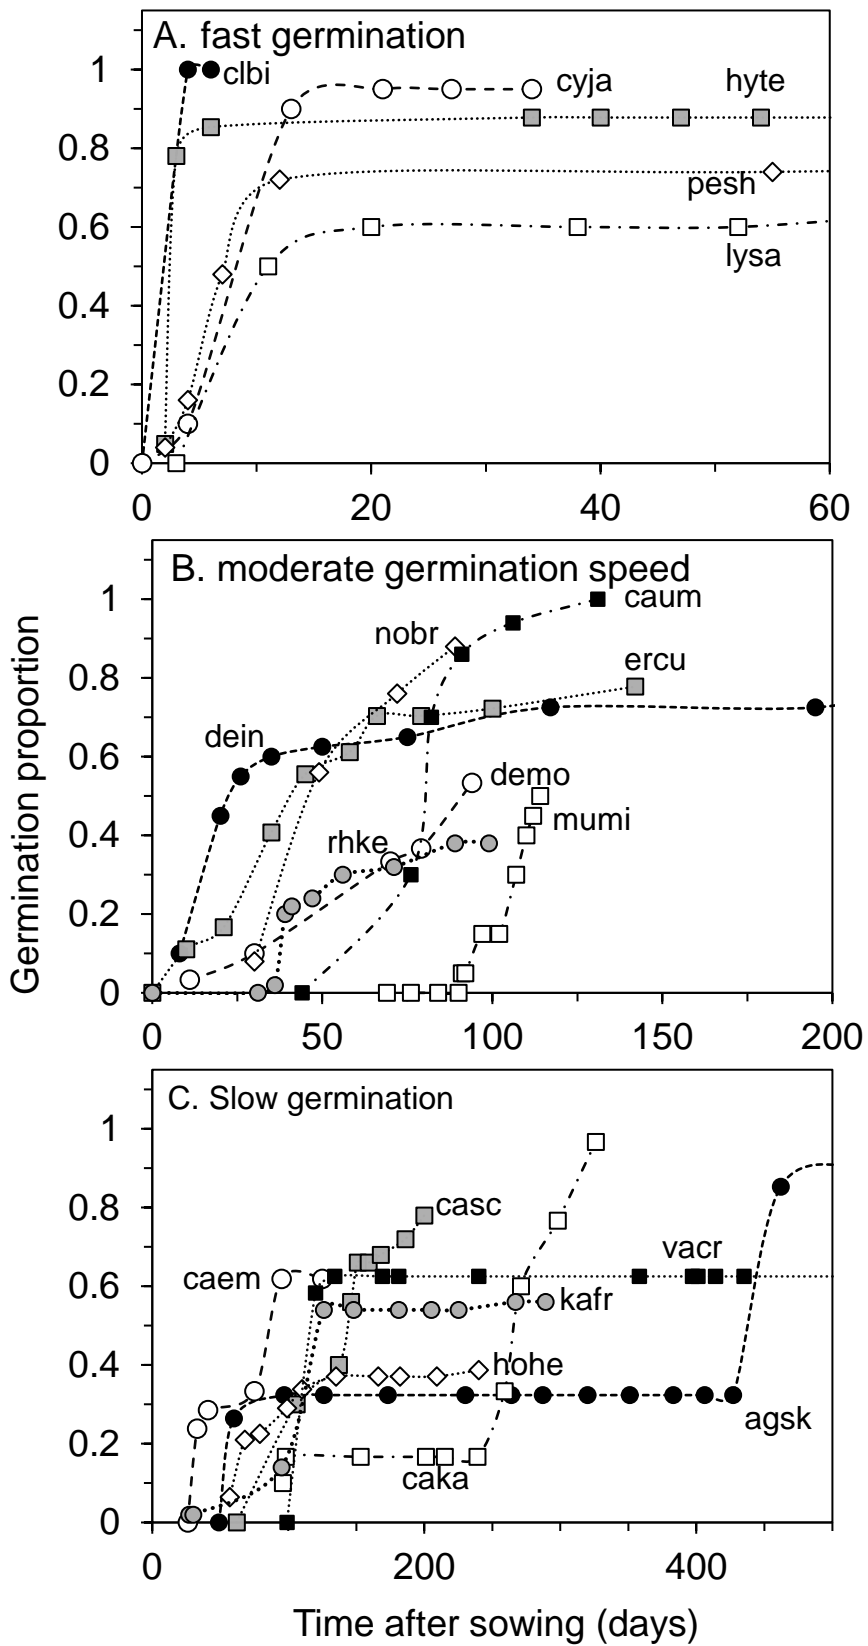 A. fast germination
1
0.8
0.6
0.4
0.2
0
clbi
cyja
hyte
pesh
lysa
0 20 40 60
B. moderate germination speed
1
0.8
0.6
0.4
0.2
0
caum
nobr
ercu
dein
demo
rhke
mumi
0 50 100 150 200
Germination proportion
C. Slow germination
1
0.8
0.6
0.4
0.2
0
casc
vacr
caem
kafr
hohe
agsk
caka
0 200 400
Time after sowing (days)